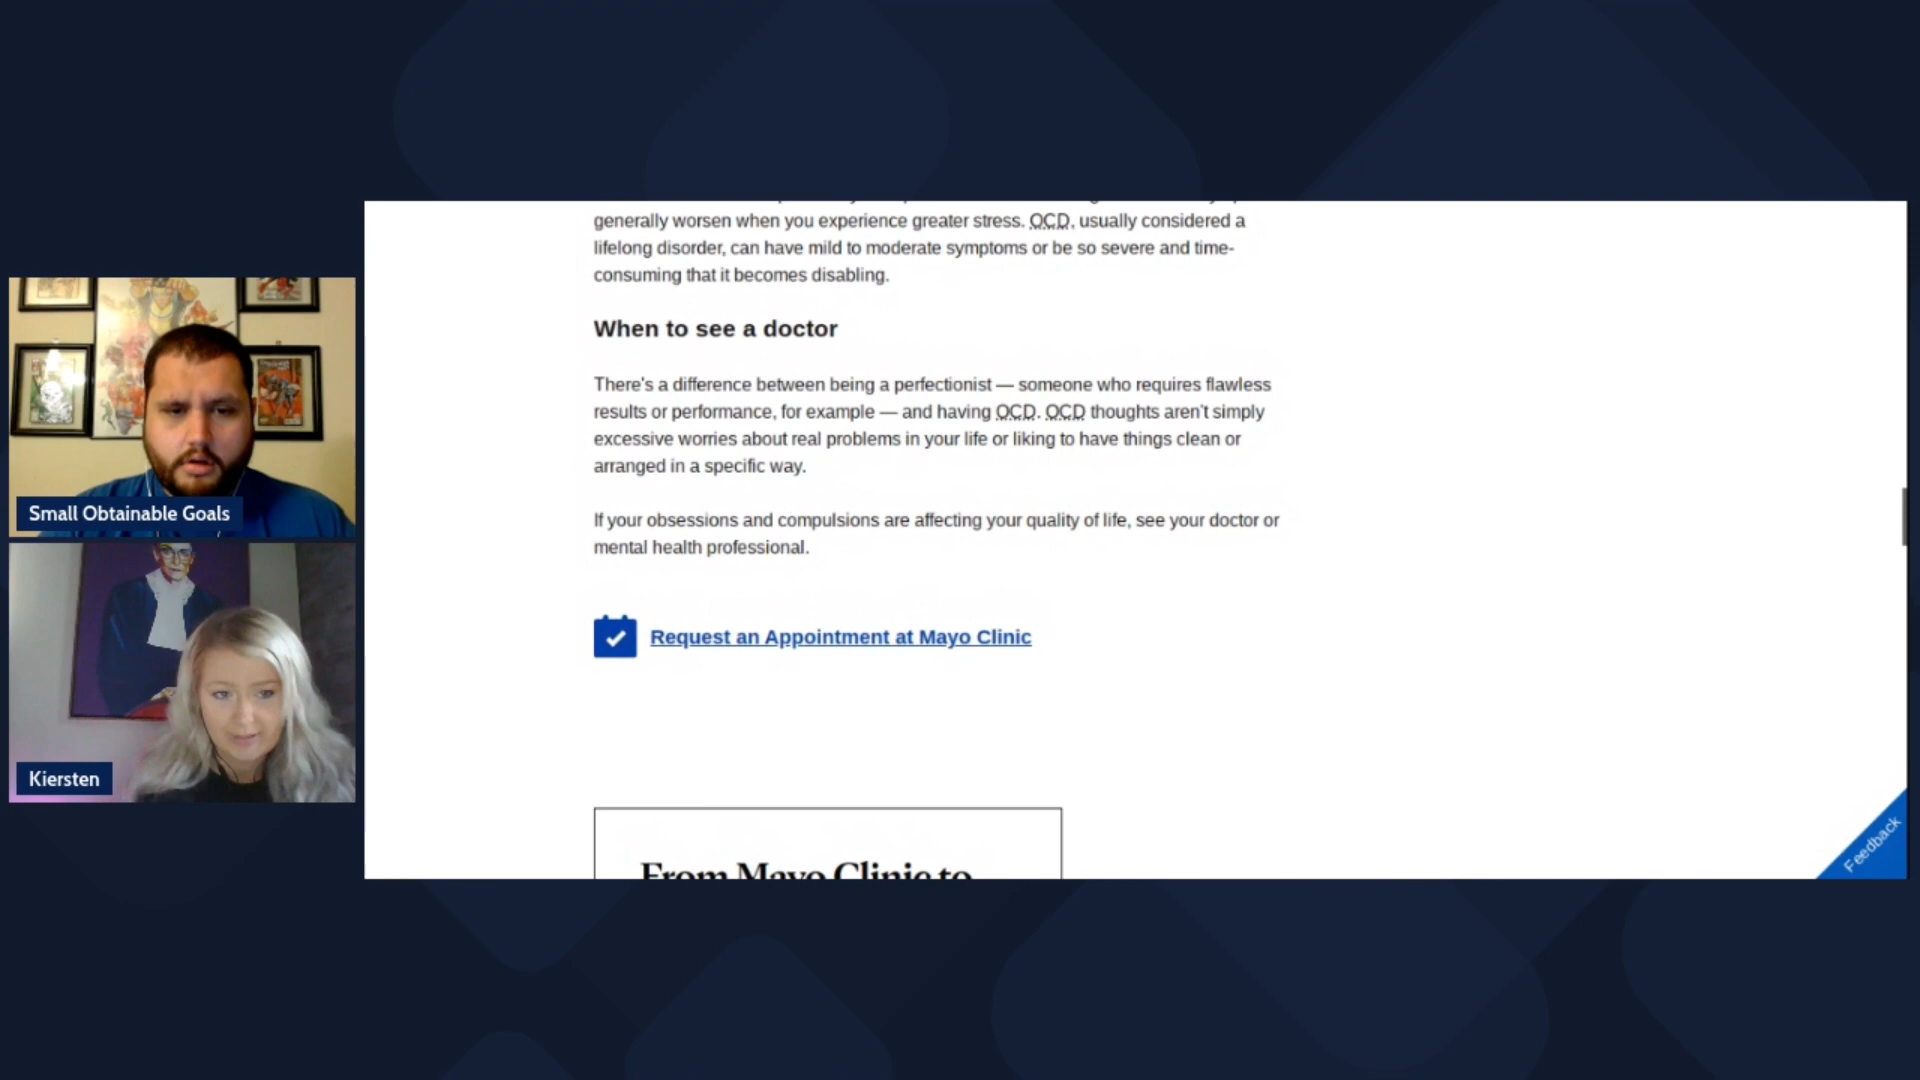 generally worsen when you experience greater stress. OCD, usually considered a
lifelong disorder, can have mild to moderate symptoms or be so severe and time-
consuming that it becomes disabling.
When to see a doctor
There's a difference between being a perfectionist — someone who requires flawless
results or performance, for example — and having OCD. OCD thoughts aren't simply
excessive worries about real problems in your life or liking to have things clean or
arranged in a specific way.
If your obsessions and compulsions are affecting your quality of life, see your doctor or
mental health professional.
Request an Appointment at Mayo Clinic
From Mayo Clinic to
Feedback
Small Obtainable Goals
Kiersten